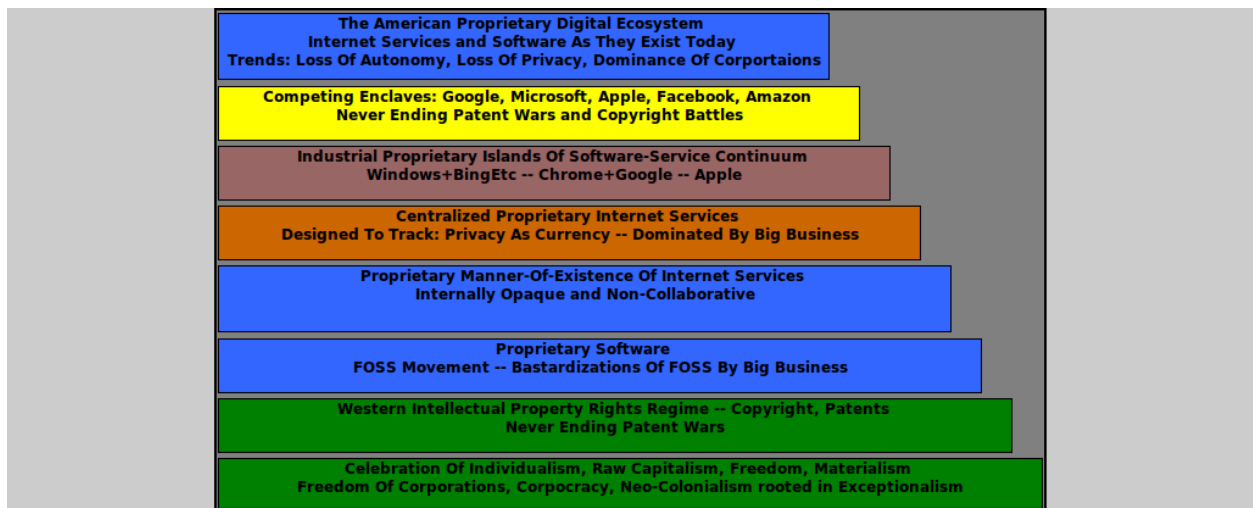 The American Proprietary Digital Ecosystem
Internet Services and Software As They Exist Today
Trends: Loss Of Autonomy, Loss Of Privacy, Dominance Of Corportaions
Competing Enclaves: Google, Microsoft, Apple, Facebook, Amazon
Never Ending Patent Wars and Copyright Battles
Industrial Proprietary Islands Of Software-Service Continuum
Windows+BingEtc -- Chrome+Google -- Apple
Centralized Proprietary Internet Services
Designed To Track: Privacy As Currency -- Dominated By Big Business
Proprietary Manner-Of-Existence Of Internet Services
Internally Opaque and Non-Collaborative
Proprietary Software
FOSS Movement -- Bastardizations Of FOSS By Big Business
Western Intellectual Property Rights Regime -- Copyright, Patents
Never Ending Patent Wars
Celebration Of Individualism, Raw Capitalism, Freedom, Materialism
Freedom Of Corporations, Corpocracy, Neo-Colonialism rooted in Exceptionalism